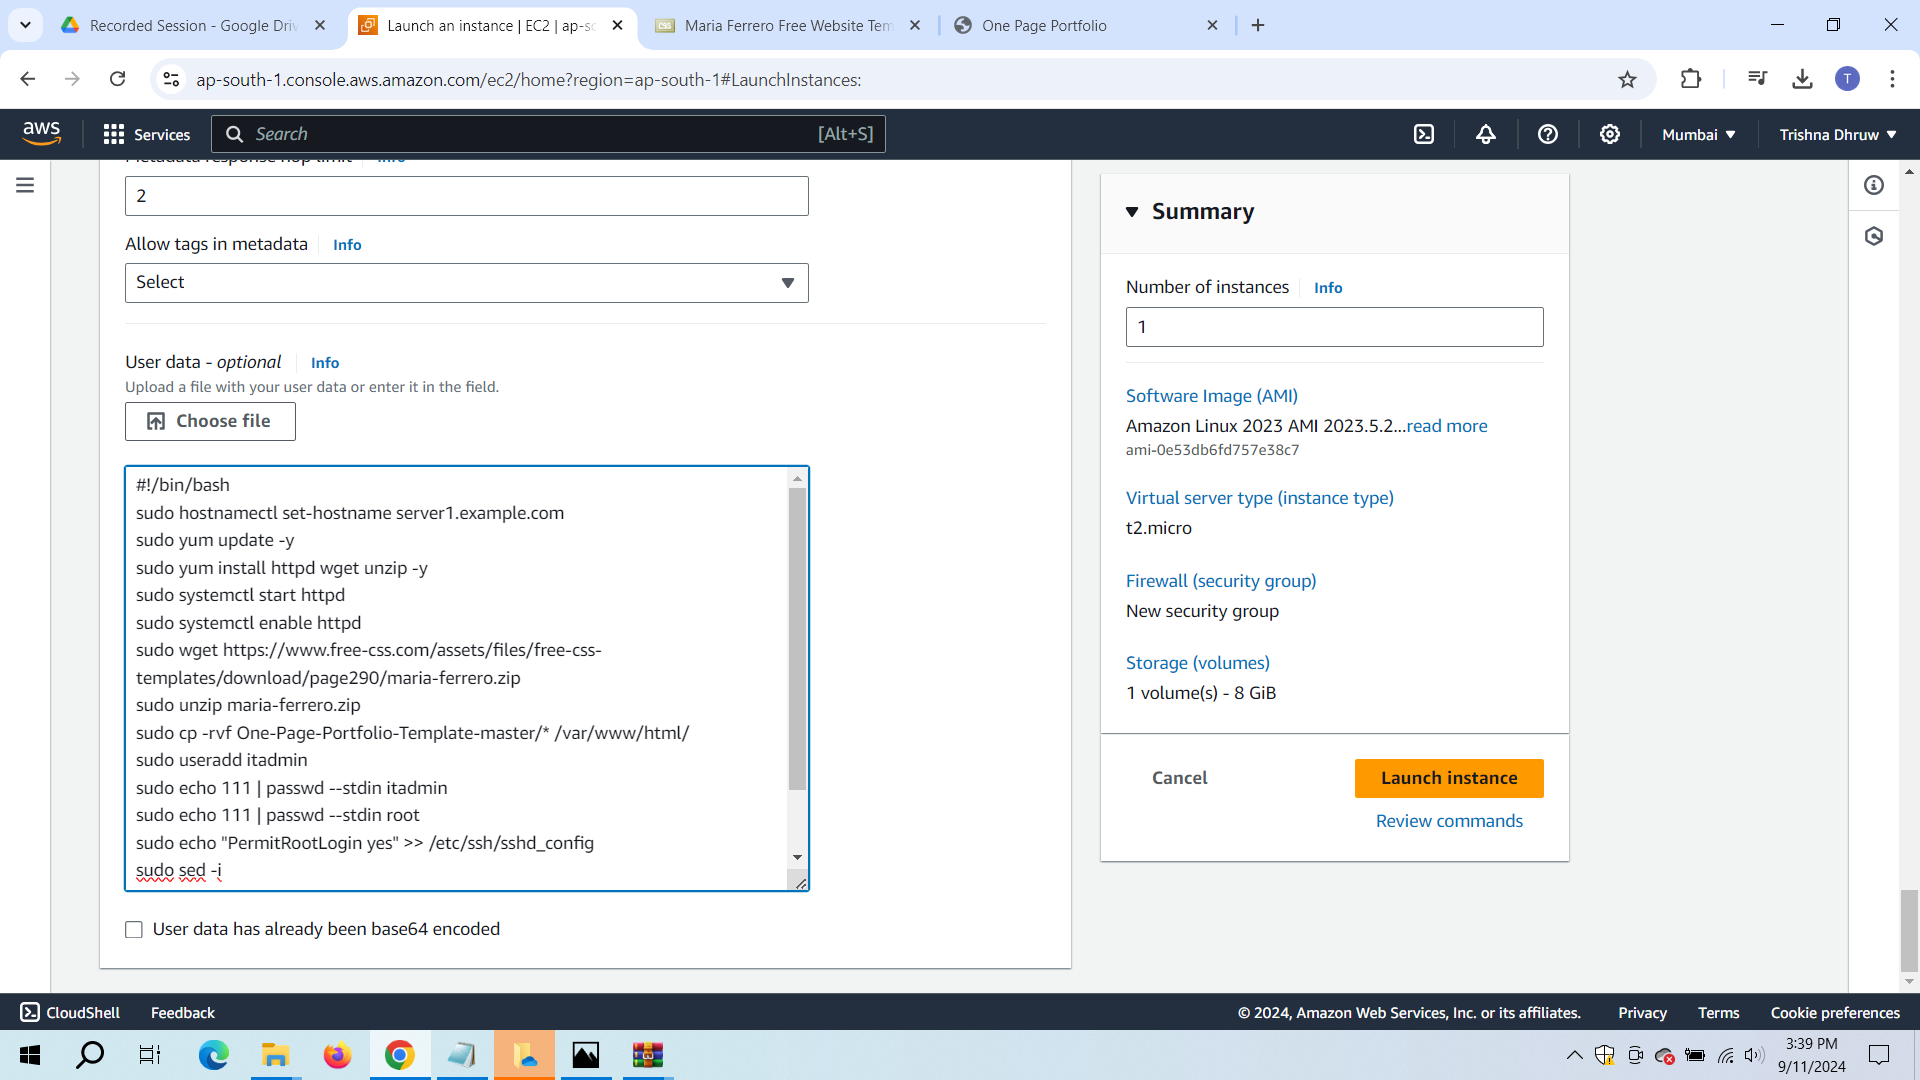 Recorded Session - Google Driv
Launch an instance | EC2 | ap-so
Maria Ferrero Free Website Tem
One Page Portfolio
ap-south-1.console.aws.amazon.com/ec2/home?region=ap-south-1#LaunchInstances:
T
aws
Services
Search
[Alt+S]
Mumbai
Trishna Dhruw
Metadata response hop limit
Info
2
Allow tags in metadata
Info
Select
User data - optional
Info
Upload a file with your user data or enter it in the field.
Choose file
#!/bin/bash
sudo hostnamectl set-hostname server1.example.com
sudo yum update -y
sudo yum install httpd wget unzip -y
sudo systemctl start httpd
sudo systemctl enable httpd
sudo wget https://www.free-css.com/assets/files/free-css-
templates/download/page290/maria-ferrero.zip
sudo unzip maria-ferrero.zip
sudo cp -rvf One-Page-Portfolio-Template-master/* /var/www/html/
sudo useradd itadmin
sudo echo 111 | passwd --stdin itadmin
sudo echo 111 | passwd --stdin root
sudo echo "PermitRootLogin yes" >> /etc/ssh/sshd_config
sudo sed -i
User data has already been base64 encoded
Summary
Number of instances
Info
1
Software Image (AMI)
Amazon Linux 2023 AMI 2023.5.2...read more
ami-0e53db6fd757e38c7
Virtual server type (instance type)
t2.micro
Firewall (security group)
New security group
Storage (volumes)
1 volume(s) - 8 GiB
Cancel
Launch instance
Review commands
CloudShell
Feedback
© 2024, Amazon Web Services, Inc. or its affiliates.
Privacy
Terms
Cookie preferences
3:39 PM
9/11/2024